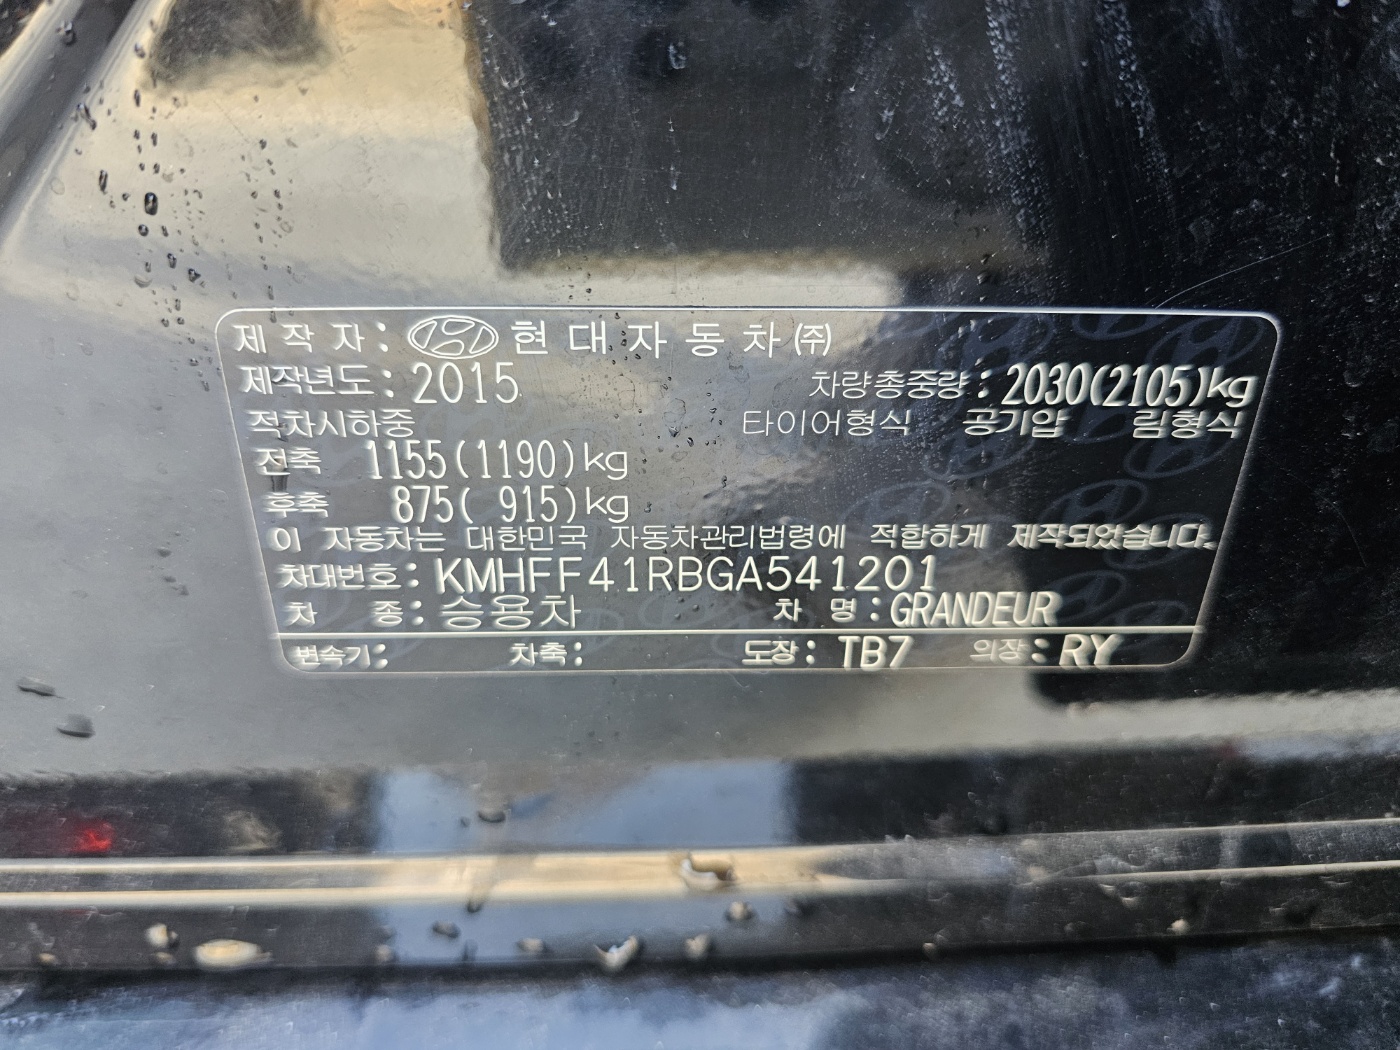 제 작 자 : 현 대 자 동 차 ㈜
제작년도 : 2015 차량총중량 : 2030(2105)kg
적차시하중 타이어형식 공기압 림형식
전축 1155(1190)kg
후축 875( 915)kg
이 자동차는 대한민국 자동차관리법령에 적합하게 제작되었습니다.
차대번호 : KMHFF41RBGA541201
차 종 : 승용차 차 명 : GRANDEUR
변속기 : 차축 : 도장 : TB7 의장 : RY